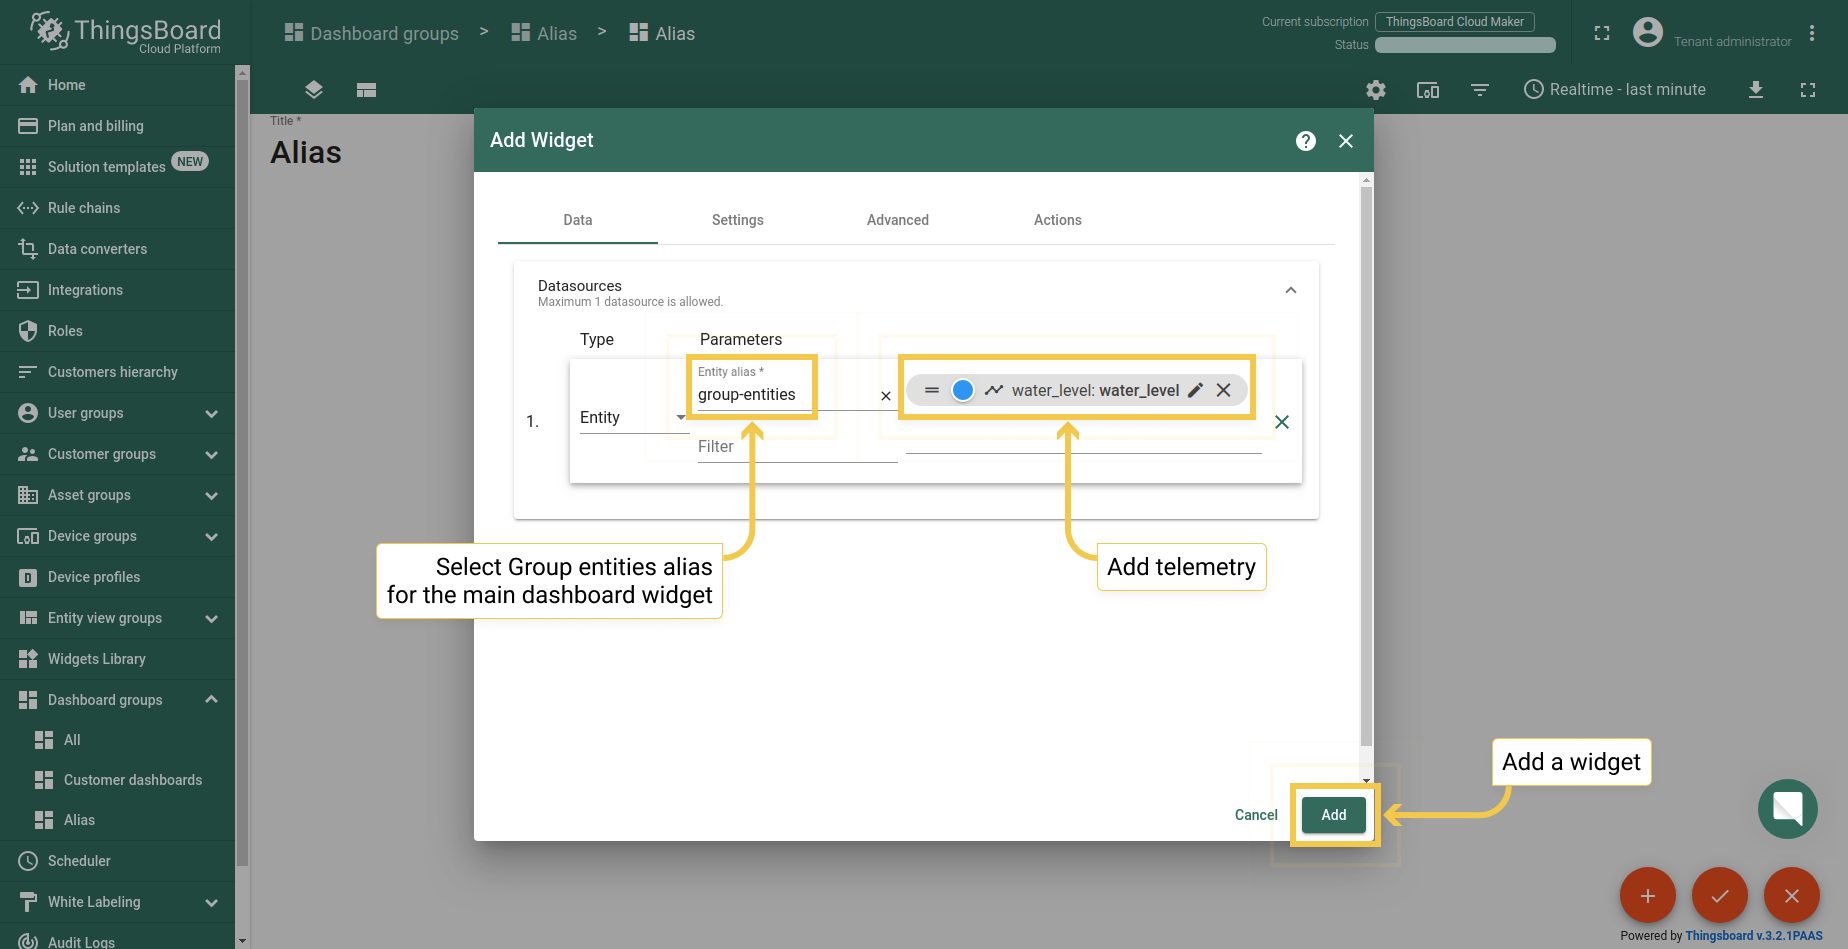 ThingsBoard
Cloud Platform
Dashboard groups > Alias > Alias
Current subscription ThingsBoard Cloud Maker
Status
Tenant administrator
Realtime - last minute
Home
Plan and billing
Solution templates NEW
Rule chains
Data converters
Integrations
Roles
Customers hierarchy
User groups
Customer groups
Asset groups
Device groups
Device profiles
Entity view groups
Widgets Library
Dashboard groups
All
Customer dashboards
Alias
Scheduler
White Labeling
Audit Logs
Title *
Alias
Add Widget
Data Settings Advanced Actions
Datasources
Maximum 1 datasource is allowed.
Type Parameters
1.
Entity
Entity alias *
group-entities
Filter
water_level: water_level
Select Group entities alias
for the main dashboard widget
Add telemetry
Add a widget
Cancel Add
Powered by Thingsboard v.3.2.1PAAS